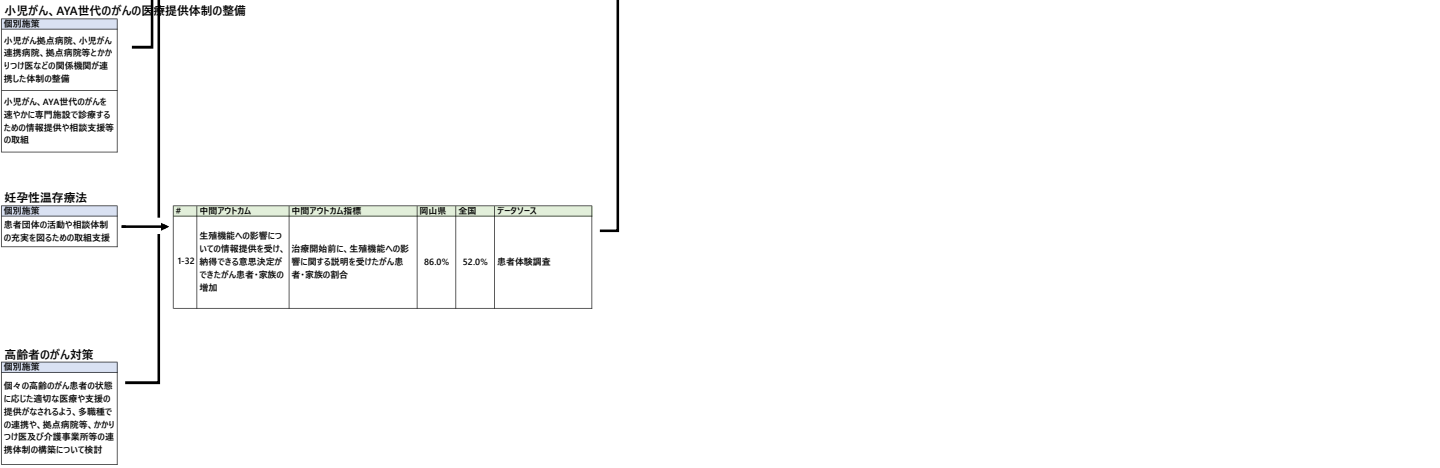 小児がん、AYA世代のがんの医療提供体制の整備
個別施策
小児がん拠点病院、小児がん
連携病院、拠点病院等とかか
りつけ医などの関係機関が連
携した体制の整備
小児がん、AYA世代のがんを
速やかに専門施設で診療する
ための情報提供や相談支援等
の取組
妊孕性温存療法
個別施策
患者団体の活動や相談体制
の充実を図るための取組支援
# 中間アウトカム 中間アウトカム指標 岡山県 全国 データソース
1-32
生殖機能への影響につ
いての情報提供を受け、
納得できる意思決定が
できたがん患者・家族の
増加
治療開始前に、生殖機能への影
響に関する説明を受けたがん患
者・家族の割合
86.0% 52.0% 患者体験調査
高齢者のがん対策
個別施策
個々の高齢のがん患者の状態
に応じた適切な医療や支援の
提供がなされるよう、多職種で
の連携や、拠点病院等、かかり
つけ医及び介護事業所等の連
携体制の構築について検討